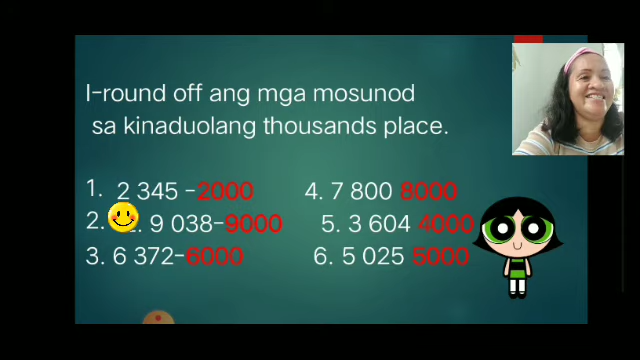 I-round off ang mga mosunod
sa kinaduolang thousands place.
1. 2 345 -2000 4. 7 800 8000
2. . 9 038-9000 5. 3 604 4000
3. 6 372-6000 6. 5 025 5000